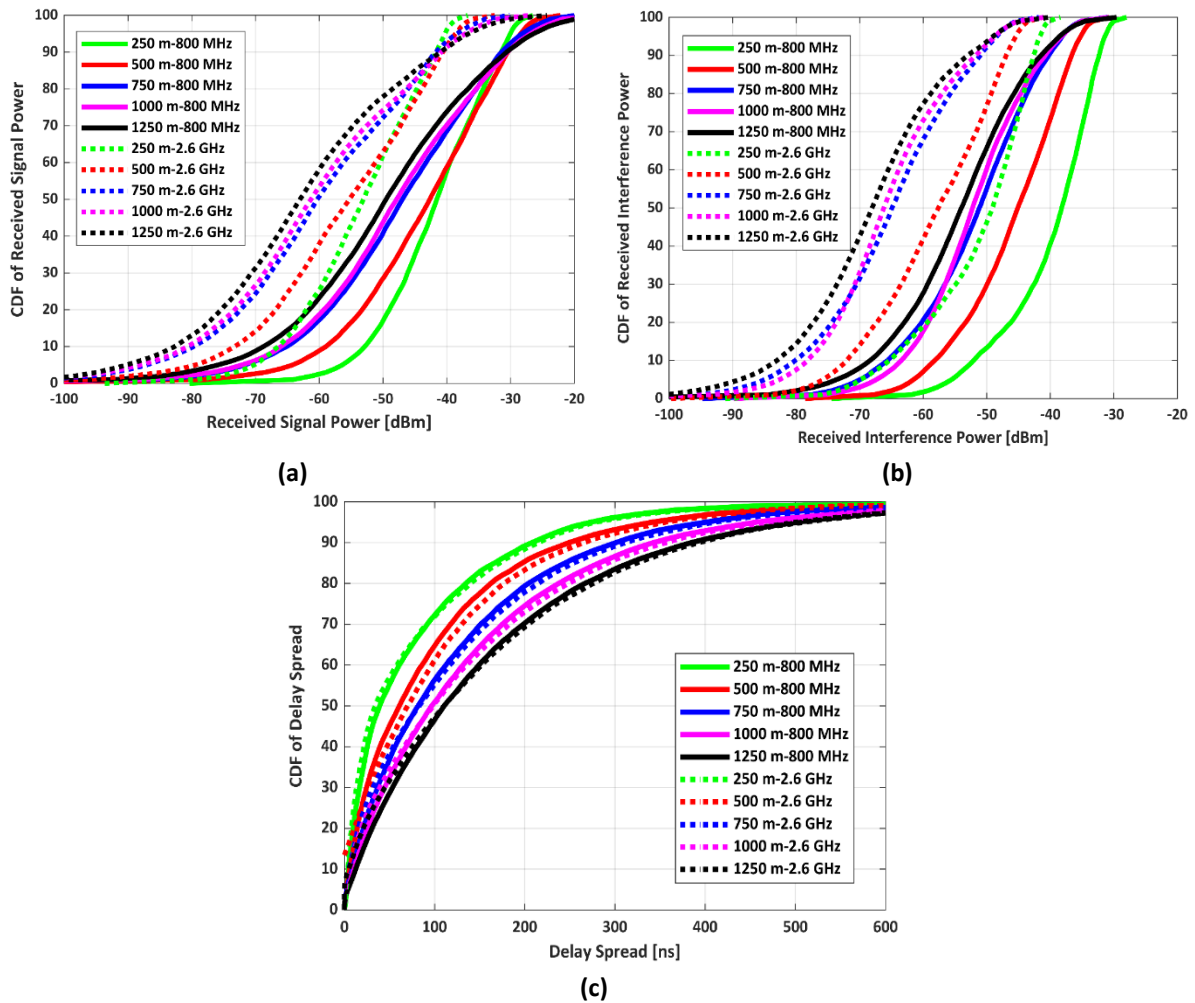 CDF of Received Signal Power
100
90
80
70
60
50
40
30
20
10
0
250 m-800 MHz
500 m-800 MHz
750 m-800 MHz
1000 m-800 MHz
1250 m-800 MHz
250 m-2.6 GHz
500 m-2.6 GHz
750 m-2.6 GHz
1000 m-2.6 GHz
1250 m-2.6 GHz
-100 -90 -80 -70 -60 -50 -40 -30 -20
Received Signal Power [dBm]
(a)
CDF of Received Interference Power
100
90
80
70
60
50
40
30
20
10
0
250 m-800 MHz
500 m-800 MHz
750 m-800 MHz
1000 m-800 MHz
1250 m-800 MHz
250 m-2.6 GHz
500 m-2.6 GHz
750 m-2.6 GHz
1000 m-2.6 GHz
1250 m-2.6 GHz
-100 -90 -80 -70 -60 -50 -40 -30 -20
Received Interference Power [dBm]
(b)
CDF of Delay Spread
100
90
80
70
60
50
40
30
20
10
0
250 m-800 MHz
500 m-800 MHz
750 m-800 MHz
1000 m-800 MHz
1250 m-800 MHz
250 m-2.6 GHz
500 m-2.6 GHz
750 m-2.6 GHz
1000 m-2.6 GHz
1250 m-2.6 GHz
0 100 200 300 400 500 600
Delay Spread [ns]
(c)